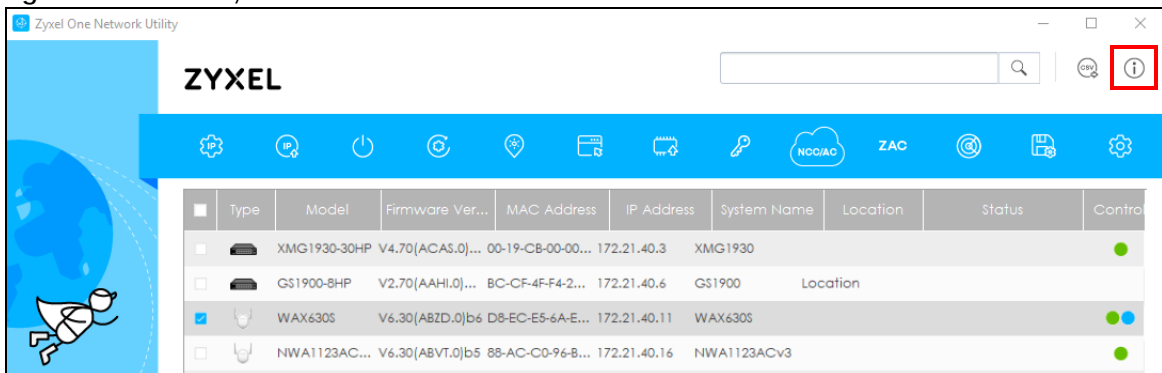 Zyxel One Network Utility
ZYXEL
CSV
IP IP NCC/AC ZAC
Type Model Firmware Ver... MAC Address IP Address System Name Location Status Control
XMG1930-30HP V4.70(ACAS.0)... 00-19-CB-00-00... 172.21.40.3 XMG1930
GS1900-8HP V2.70(AAHI.0)... BC-CF-4F-F4-2... 172.21.40.6 GS1900 Location
WAX630S V6.30(ABZD.0)b6 D8-EC-E5-6A-E... 172.21.40.11 WAX630S
NWA1123AC... V6.30(ABVT.0)b5 88-AC-C0-96-B... 172.21.40.16 NWA1123ACv3